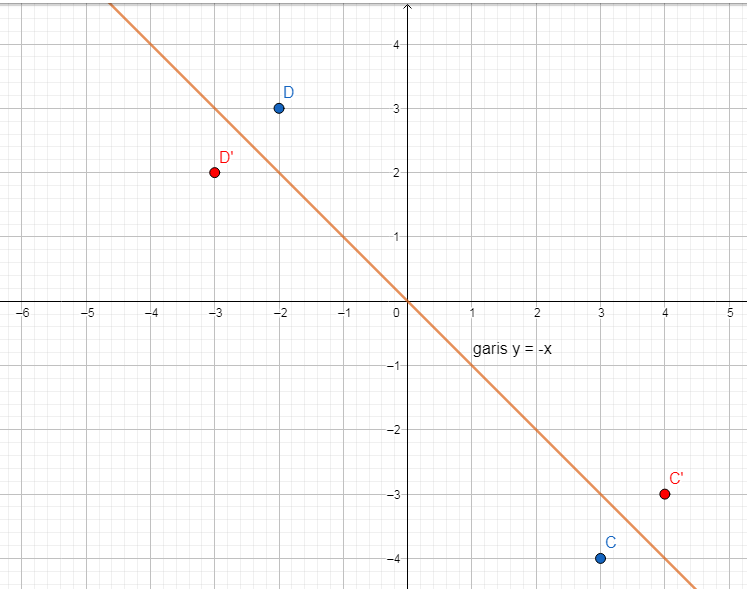 4
D
3
D'
2
1
–6 –5 –4 –3 –2 –1 0 1 2 3 4 5
garis y = -x
–1
–2
C'
–3
C
–4